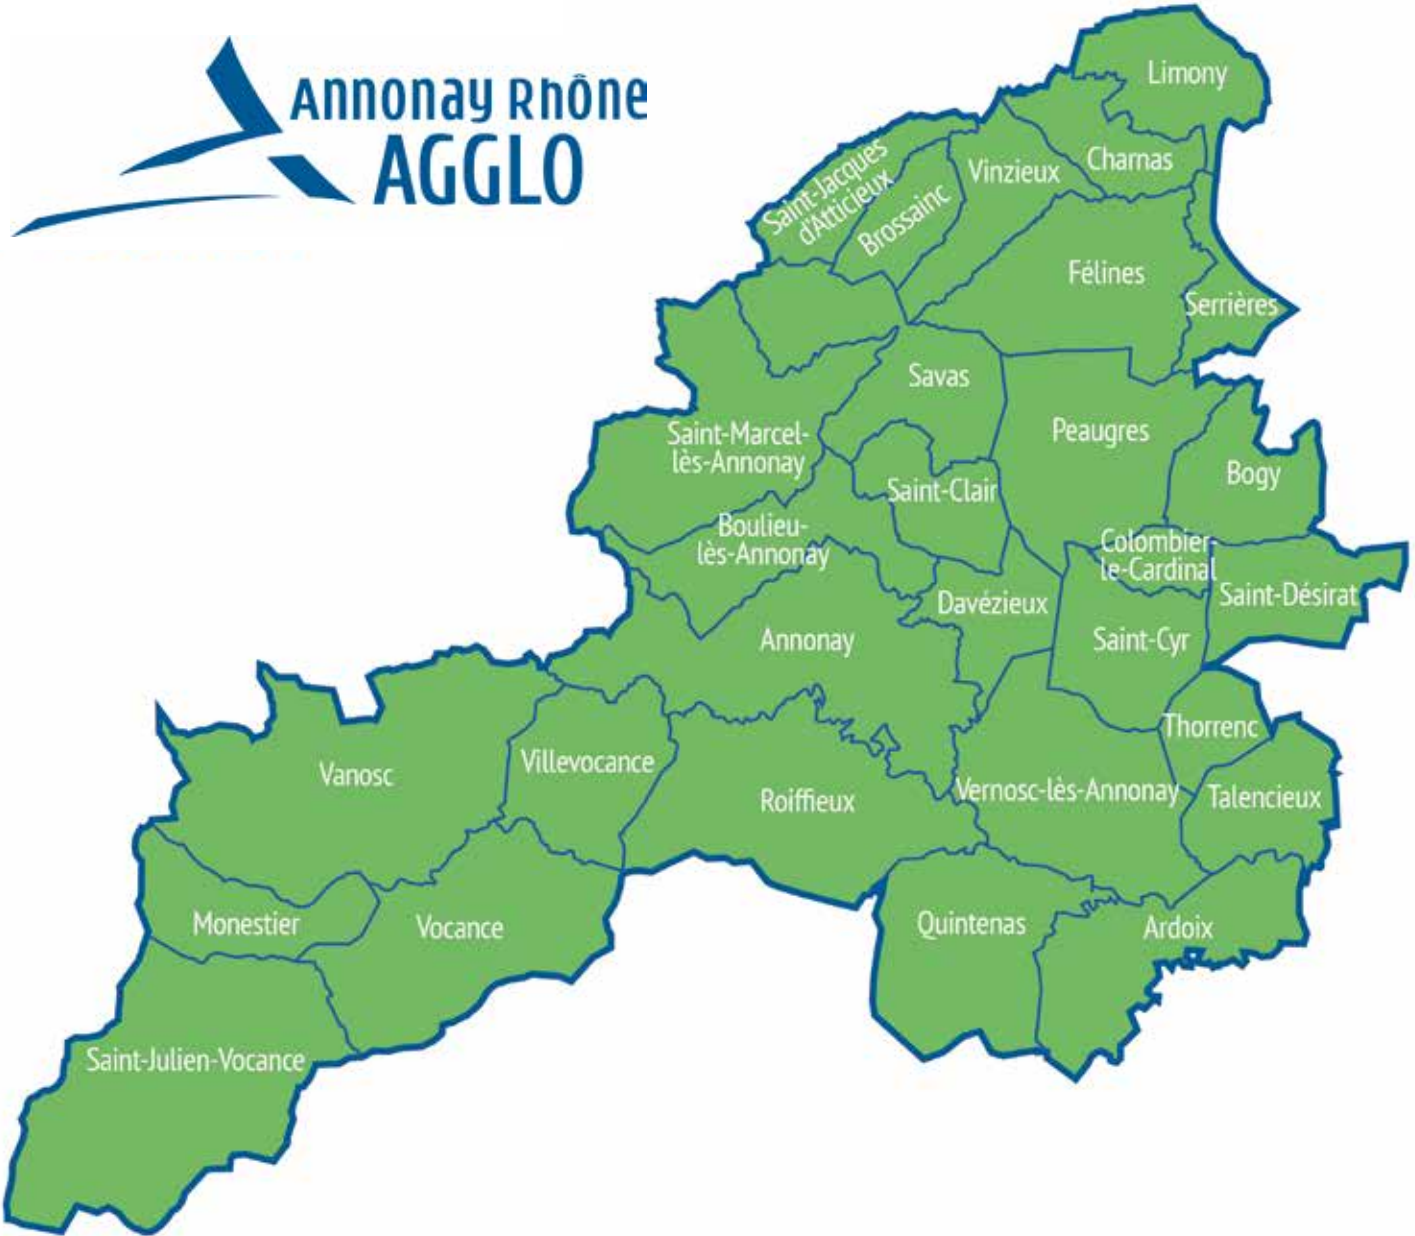 Annonay Rhône
AGGLO
Limony
Charnas
Vinzieux
Saint-Jacques
d'Atticieux
Brossainc
Félines
Serrières
Savas
Peaugres
Saint-Marcel-
lès-Annonay
Bogy
Saint-Clair
Boulieu-
lès-Annonay
Colombier-
le-Cardinal
Saint-Désirat
Davézieux
Annonay
Saint-Cyr
Thorrenc
Vanosc
Villevocance
Roiffieux
Vernosc-lès-Annonay
Talencieux
Monestier
Vocance
Quintenas
Ardoix
Saint-Julien-Vocance